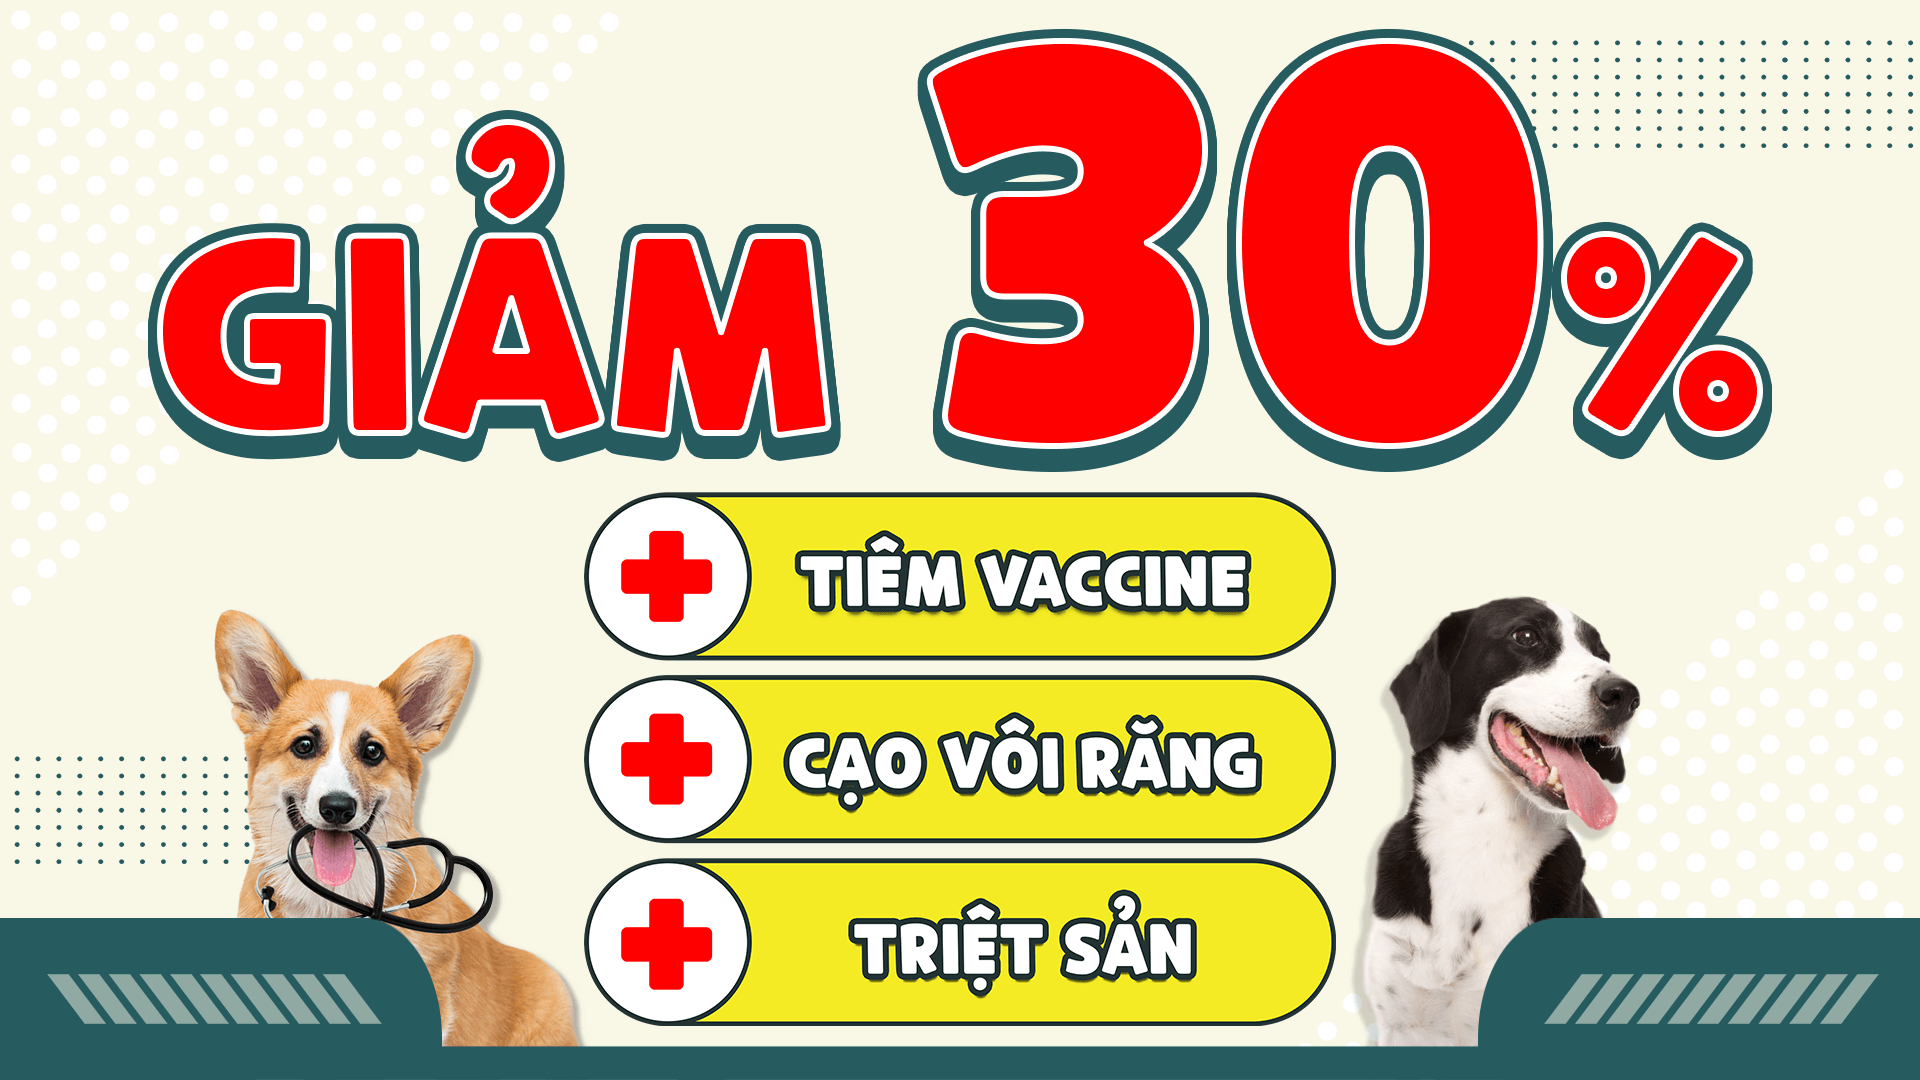 GIẢM 30%
TIÊM VACCINE
CẠO VÔI RĂNG
TRIỆT SẢN